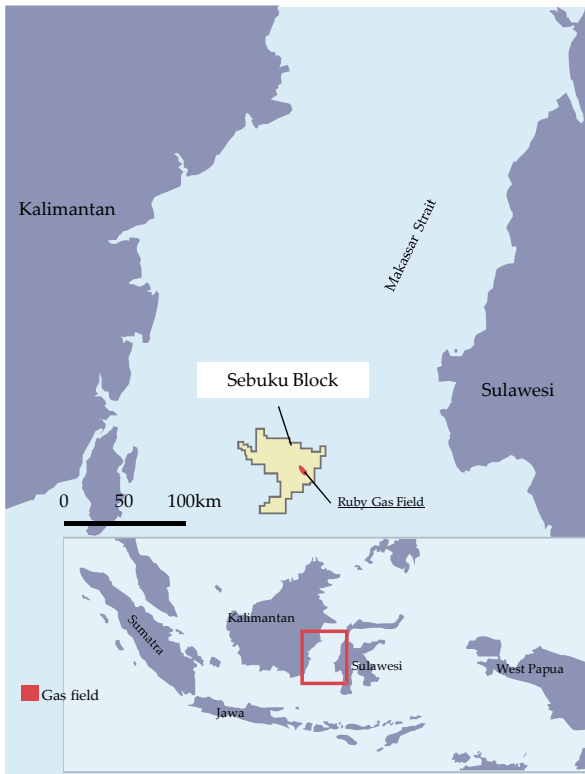 Kalimantan
Makassar Strait
Sebuku Block
Sulawesi
0 50 100km
Ruby Gas Field
Kalimantan
Sumatra
Sulawesi
West Papua
Gas field
Jawa